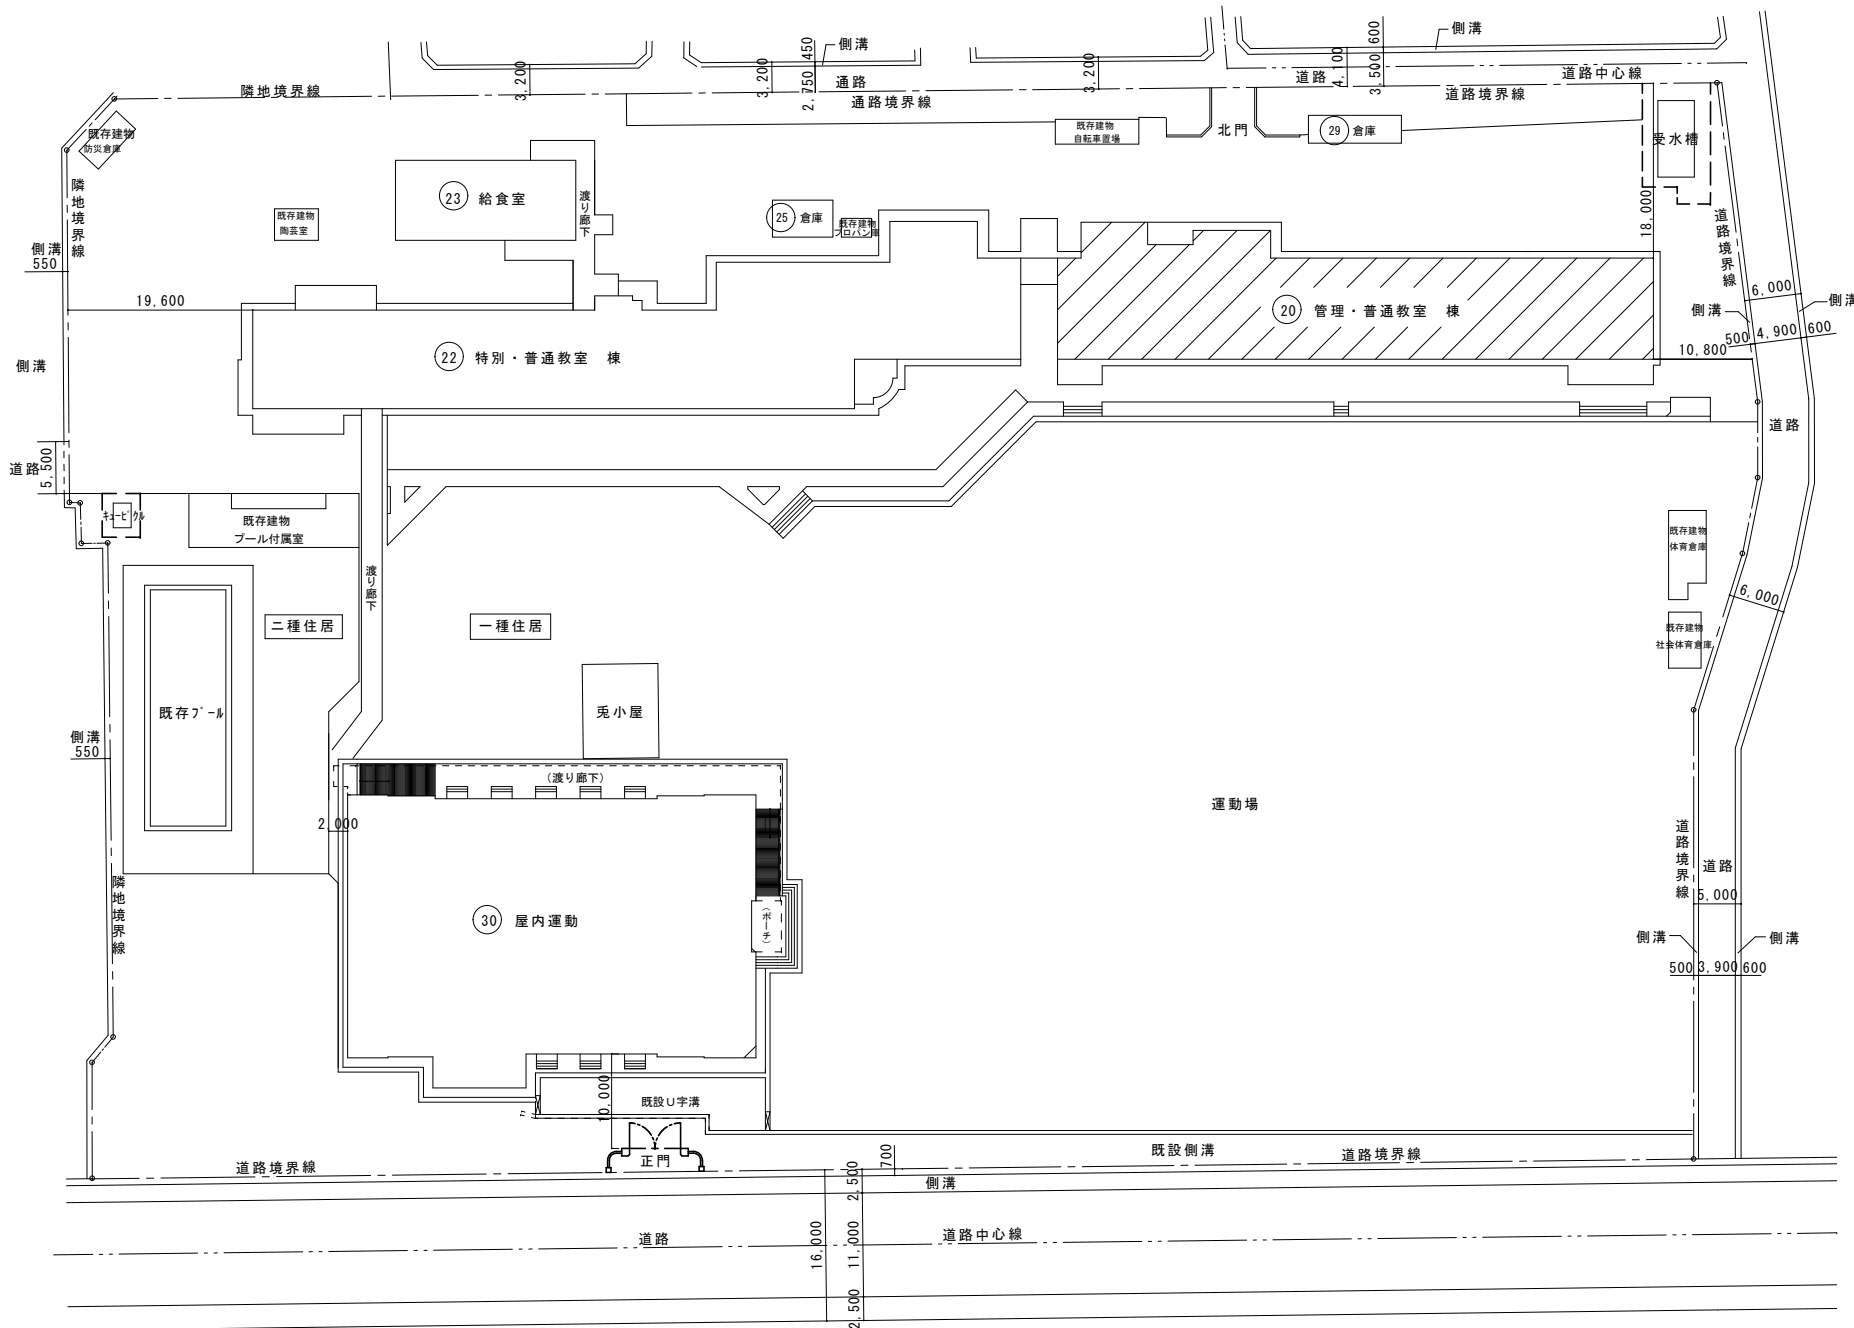 側溝
側溝
3,200
3,200
2,750
450
3,200
4,100
3,500
600
通路
道路
道路中心線
隣地境界線
通路境界線
道路境界線
既存建物
防災倉庫
既存建物
自転車置場
北門
29
倉庫
受水槽
隣地境界線
23
給食室
渡り廊下
既存建物
陶芸室
25
倉庫
既存建物
プロパン庫
18,000
道路境界線
側溝
550
19,600
20
管理・普通教室 棟
6,000
側溝
側溝
500
4,900
600
10,800
22
特別・普通教室 棟
側溝
道路
5,500
道路
キュービクル
既存建物
プール付属室
既存建物
体育倉庫
渡り廊下
6,000
二種住居
一種住居
既存建物
社会体育倉庫
既存プール
兎小屋
側溝
550
(渡り廊下)
運動場
2,000
道路境界線
道路
隣地境界線
5,000
30
屋内運動
(ポーチ)
側溝
側溝
500
3,900
600
10,000
既設U字溝
正門
700
既設側溝
道路境界線
道路境界線
2,500
側溝
道路
16,000
11,000
道路中心線
2,500